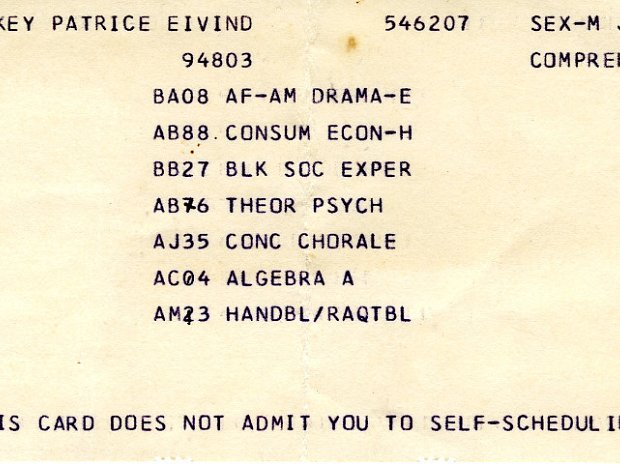 KEY PATRICE EIVIND 546207 SEX-M J
94803 COMPREH
BA08 AF-AM DRAMA-E
AB88 CONSUM ECON-H
BB27 BLK SOC EXPER
AB76 THEOR PSYCH
AJ35 CONC CHORALE
AC04 ALGEBRA A
AM23 HANDBL/RAQTBL
IS CARD DOES NOT ADMIT YOU TO SELF-SCHEDULI